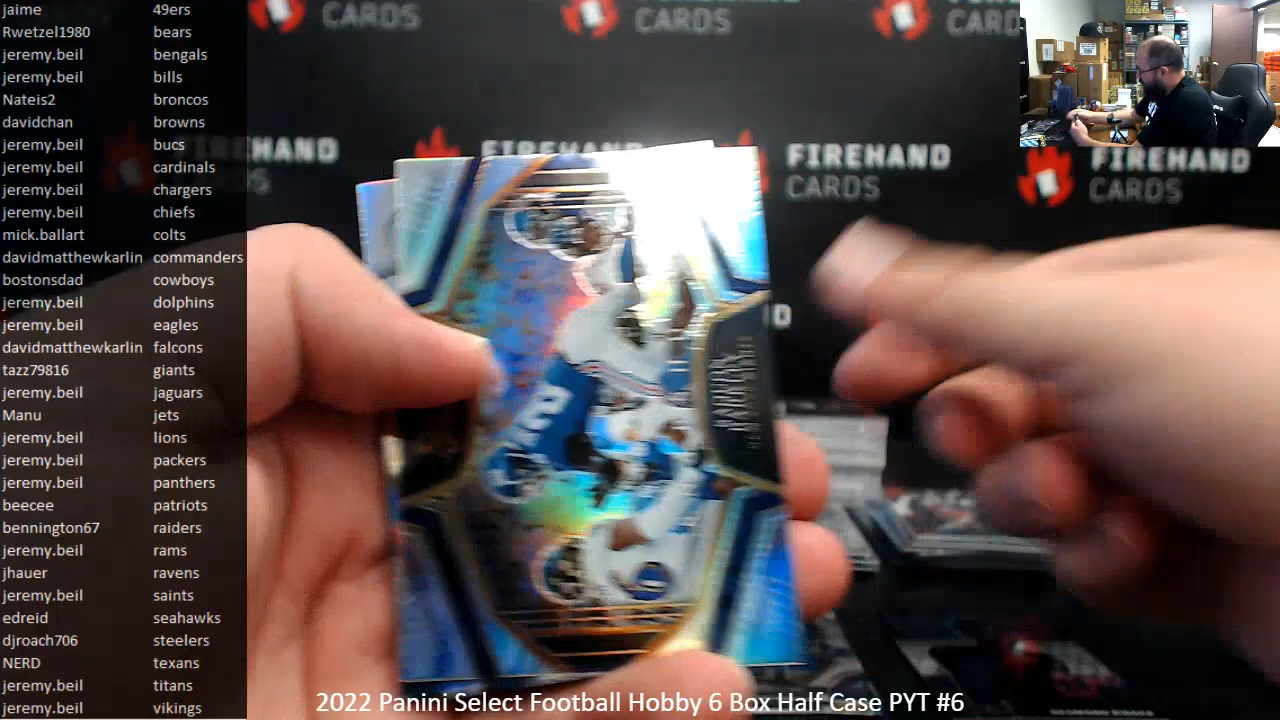 jaime 49ers
Rwetzel1980 bears
jeremy.beil bengals
jeremy.beil bills
Nateis2 broncos
davidchan browns
jeremy.beil bucs
jeremy.beil cardinals
jeremy.beil chargers
jeremy.beil chiefs
mick.ballart colts
davidmatthewkarlin commanders
bostonsdad cowboys
jeremy.beil dolphins
jeremy.beil eagles
davidmatthewkarlin falcons
tazz79816 giants
jeremy.beil jaguars
Manu jets
jeremy.beil lions
jeremy.beil packers
jeremy.beil panthers
beecee patriots
bennington67 raiders
jeremy.beil rams
jhauer ravens
jeremy.beil saints
edreid seahawks
djroach706 steelers
NERD texans
jeremy.beil titans
jeremy.beil vikings
CARDS
CARDS
FIREHAND
FIREHAND
CARDS
FIREHAND
CARDS
2022 Panini Select Football Hobby 6 Box Half Case PYT #6